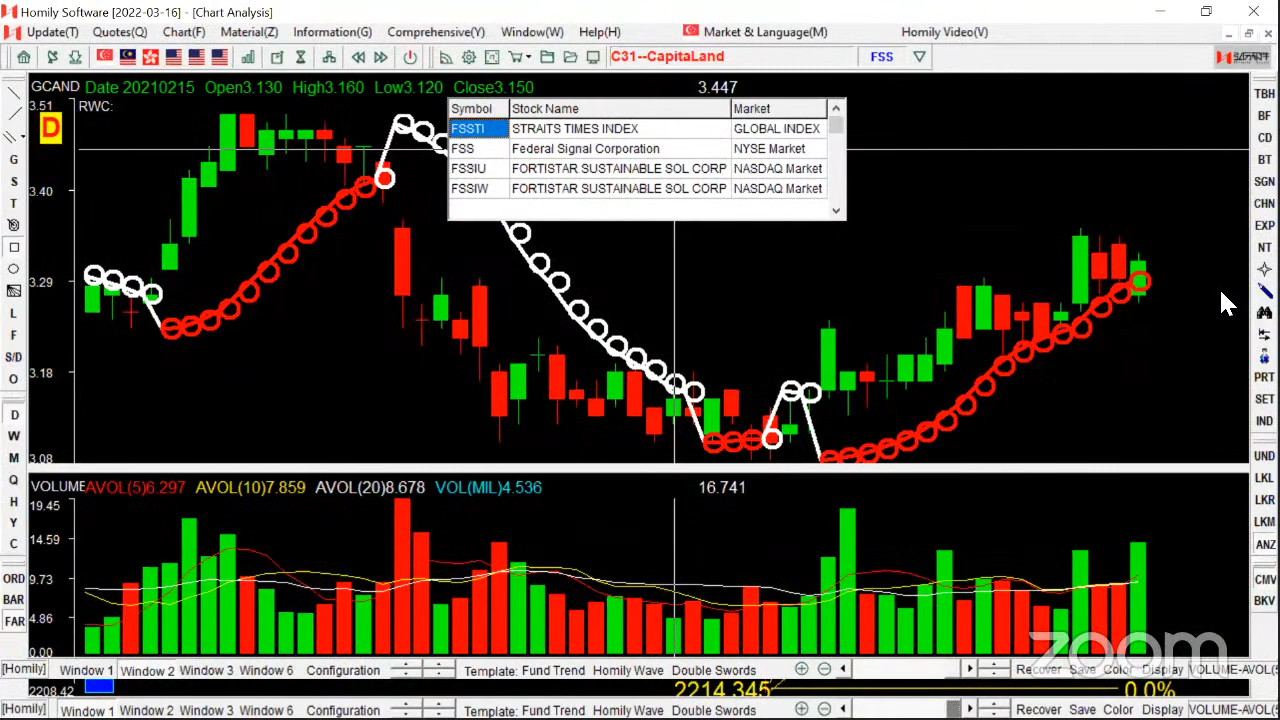 Homily Software [2022-03-16] - [Chart Analysis]
Update(T) Quotes(Q) Chart(F) Material(Z) Information(G) Comprehensive(Y) Window(W) Help(H) Market & Language(M) Homily Video(V)
C31--CapitaLand FSS
GCAND Date 20210215 Open3.130 High3.160 Low3.120 Close3.150 3.447
3.51 RWC:
D
Symbol Stock Name Market
FSSTI STRAITS TIMES INDEX GLOBAL INDEX
FSS Federal Signal Corporation NYSE Market
FSSIU FORTISTAR SUSTAINABLE SOL CORP NASDAQ Market
FSSIW FORTISTAR SUSTAINABLE SOL CORP NASDAQ Market
3.40
3.29
3.18
3.08
VOLUME AVOL(5)6.297 AVOL(10)7.859 AVOL(20)8.678 VOL(MIL)4.536 16.741
19.45
14.59
9.73
4.86
0.00
G
S
T
L
F
S/D
O
D
W
M
Q
H
Y
C
ORD
BAR
FAR
TBH
BF
CD
BT
SGN
CHN
EXP
NT
PRT
SET
IND
UND
LKL
LKR
LKM
ANZ
CMV
BKV
zoom
[Homily] Window 1 Window 2 Window 3 Window 6 Configuration Template: Fund Trend Homily Wave Double Swords Recover Save Color Display VOLUME-AVOL(5)
2208.42 2214.345 0.0%
[Homily] Window 1 Window 2 Window 3 Window 6 Configuration Template: Fund Trend Homily Wave Double Swords Recover Save Color Display VOLUME-AVOL(5)